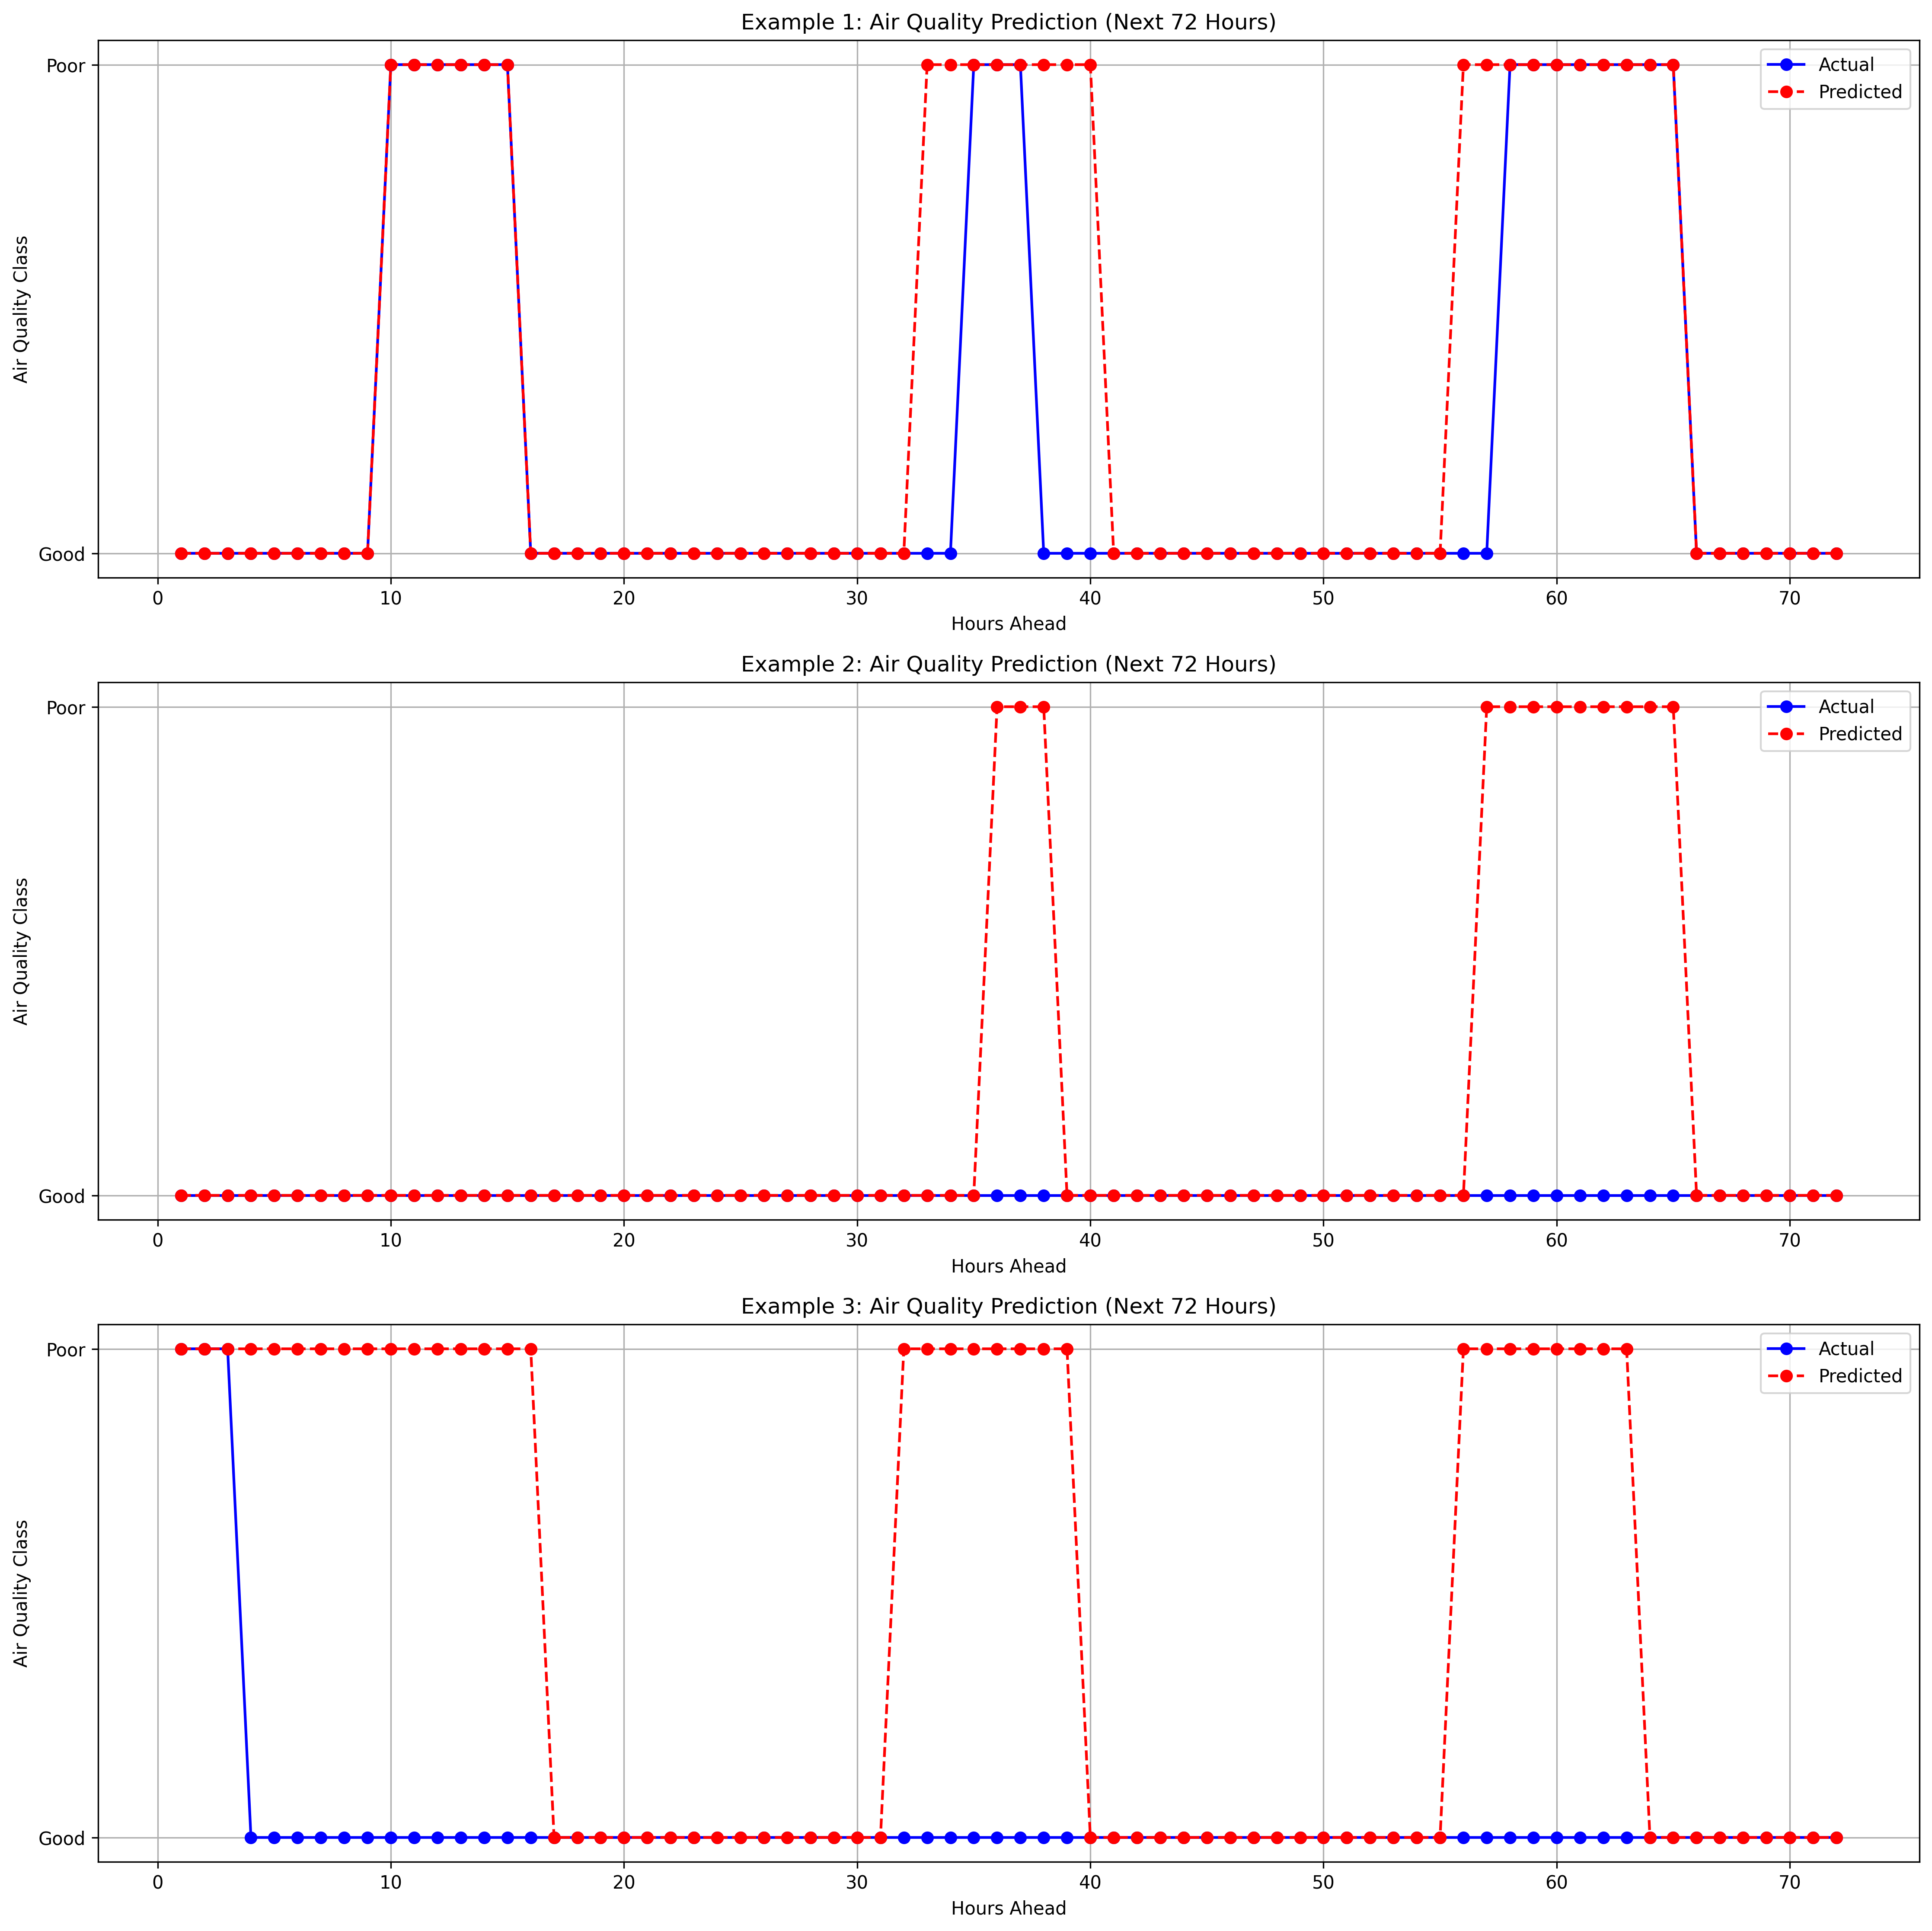 Example 1: Air Quality Prediction (Next 72 Hours)
Poor
Good
Air Quality Class
Actual
Predicted
0 10 20 30 40 50 60 70
Hours Ahead
Example 2: Air Quality Prediction (Next 72 Hours)
Poor
Good
Air Quality Class
Actual
Predicted
0 10 20 30 40 50 60 70
Hours Ahead
Example 3: Air Quality Prediction (Next 72 Hours)
Poor
Good
Air Quality Class
Actual
Predicted
0 10 20 30 40 50 60 70
Hours Ahead